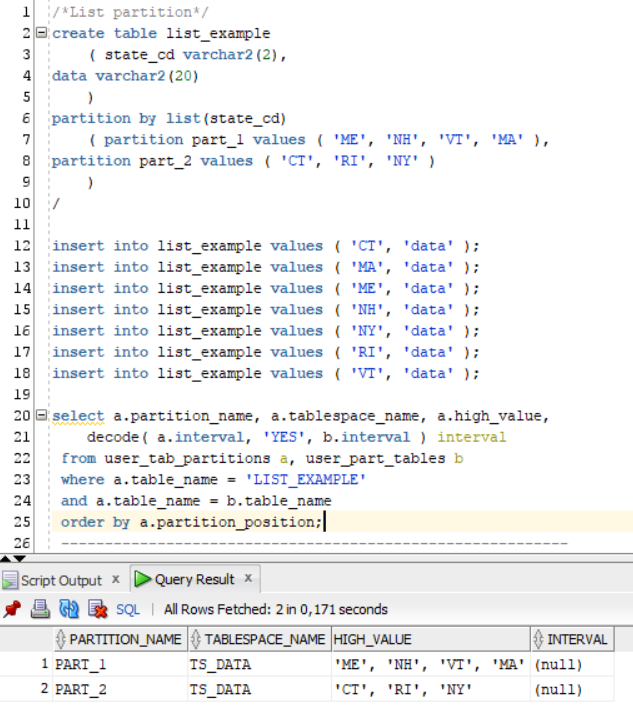 1 /*List partition*/
2 create table list_example
3 ( state_cd varchar2(2),
4 data varchar2(20)
5 )
6 partition by list(state_cd)
7 ( partition part_1 values ( 'ME', 'NH', 'VT', 'MA' ),
8 partition part_2 values ( 'CT', 'RI', 'NY' )
9 )
10 /
11
12 insert into list_example values ( 'CT', 'data' );
13 insert into list_example values ( 'MA', 'data' );
14 insert into list_example values ( 'ME', 'data' );
15 insert into list_example values ( 'NH', 'data' );
16 insert into list_example values ( 'NY', 'data' );
17 insert into list_example values ( 'RI', 'data' );
18 insert into list_example values ( 'VT', 'data' );
19
20 select a.partition_name, a.tablespace_name, a.high_value,
21 decode( a.interval, 'YES', b.interval ) interval
22 from user_tab_partitions a, user_part_tables b
23 where a.table_name = 'LIST_EXAMPLE'
24 and a.table_name = b.table_name
25 order by a.partition_position;
26 ----------------------------------------------------------
Script Output x Query Result x
SQL | All Rows Fetched: 2 in 0,171 seconds
PARTITION_NAME TABLESPACE_NAME HIGH_VALUE INTERVAL
1 PART_1 TS_DATA 'ME', 'NH', 'VT', 'MA' (null)
2 PART_2 TS_DATA 'CT', 'RI', 'NY' (null)